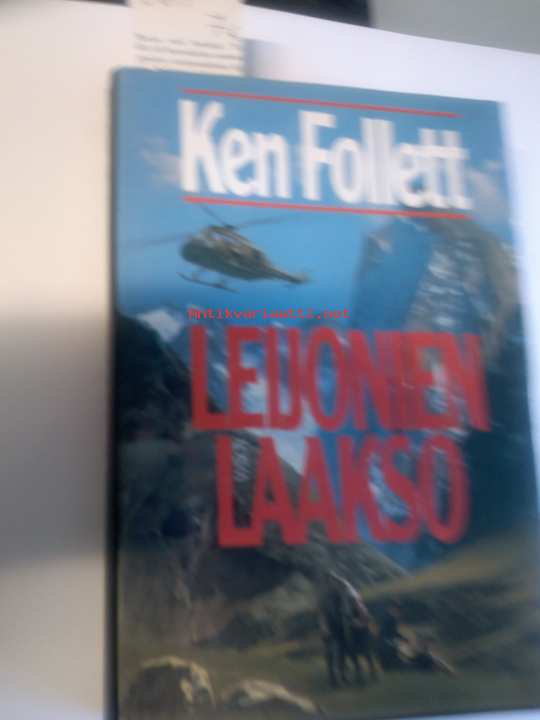 Ken Follett
Antikvariaatti.net
LEIJONIEN
LAAKSO